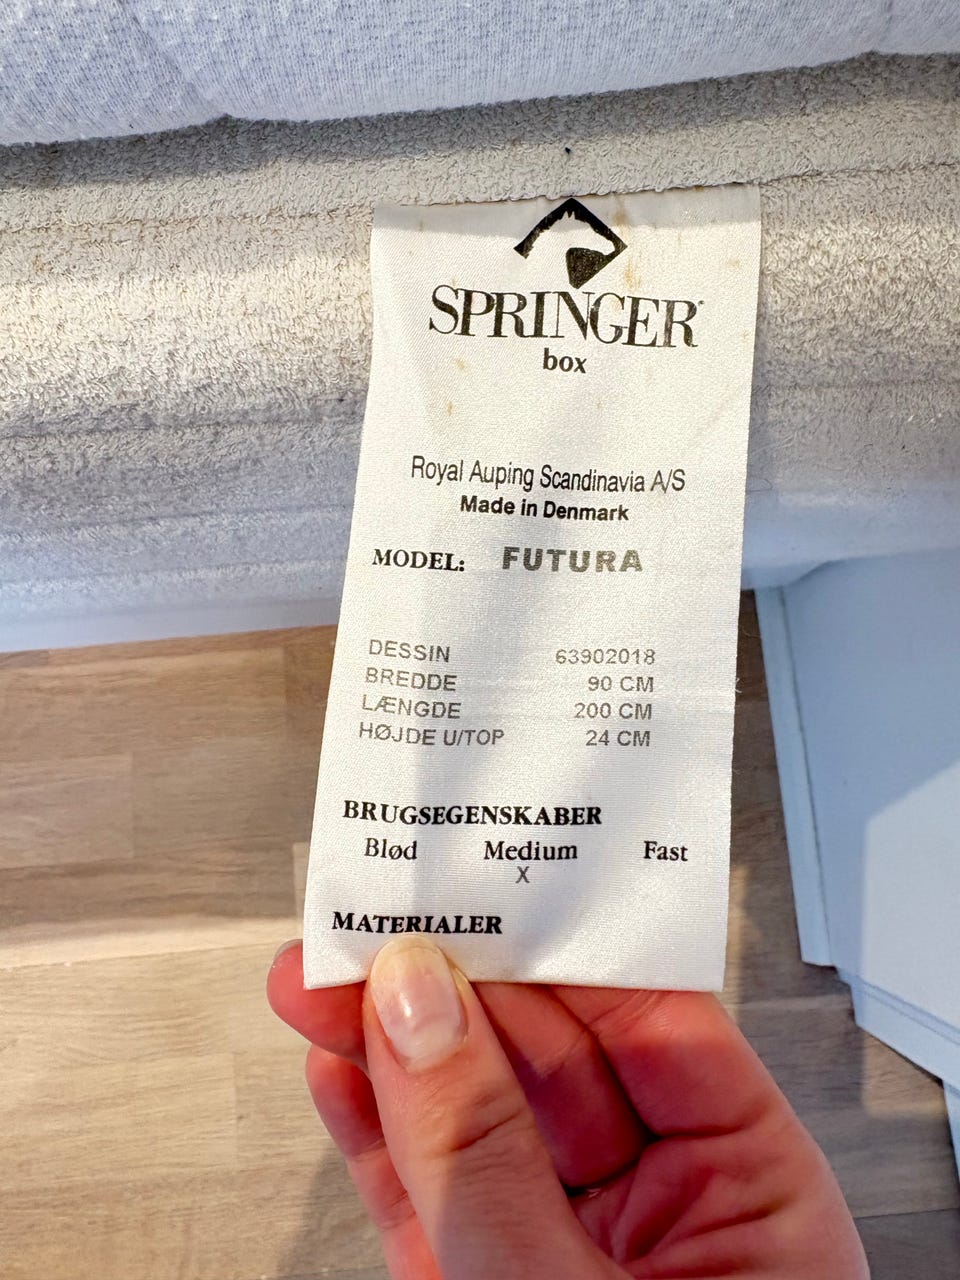 SPRINGER®
box
Royal Auping Scandinavia A/S
Made in Denmark
MODEL: FUTURA
DESSIN 63902018
BREDDE 90 CM
LÆNGDE 200 CM
HØJDE U/TOP 24 CM
BRUGSEGENSKABER
Blød Medium Fast
X
MATERIALER